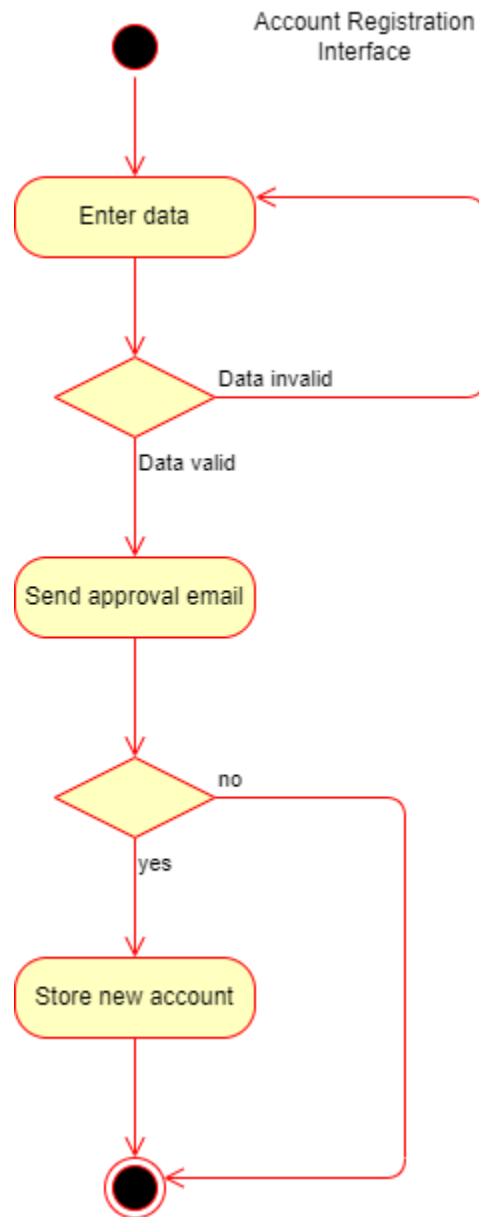 Account Registration
Interface
Enter data
Data invalid
Data valid
Send approval email
no
yes
Store new account